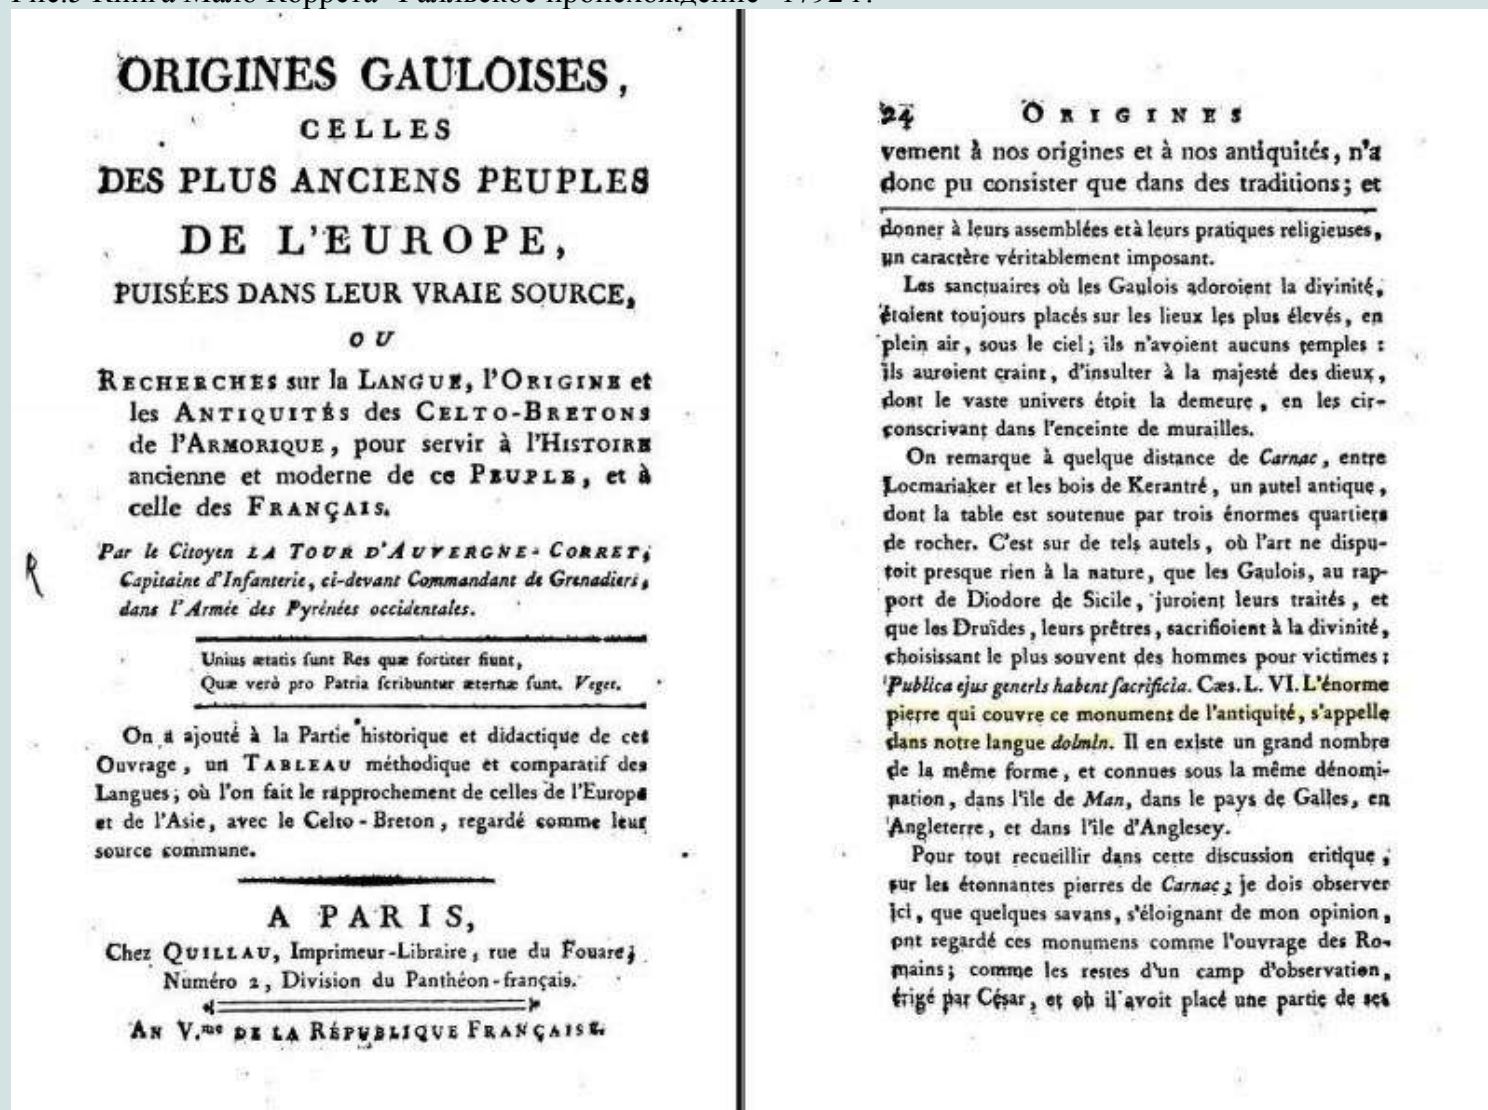 ORIGINES GAULOISES,
CELLES
DES PLUS ANCIENS PEUPLES
DE L'EUROPE,
PUISÉES DANS LEUR VRAIE SOURCE,
OU
RECHERCHES sur la LANGUE, l'ORIGINE et
les ANTIQUITÉS des CELTO-BRETONS
de l'ARMORIQUE, pour servir à l'HISTOIRE
ancienne et moderne de ce PEUPLE, et à
celle des FRANÇAIS.
Par le Citoyen LA TOUR D'AUVERGNE-CORRET,
Capitaine d'Infanterie, ci-devant Commandant de Grenadiers,
dans l'Armée des Pyrénées occidentales.
R
Unius ætatis sunt Res quæ fortiter fiunt,
Quæ verò pro Patria scribuntur æternæ sunt. Veget.
On a ajouté à la Partie historique et didactique de cet
Ouvrage, un TABLEAU méthodique et comparatif des
Langues; où l'on fait le rapprochement de celles de l'Europe
et de l'Asie, avec le Celto-Breton, regardé comme leur
source commune.
A PARIS,
Chez QUILLAU, Imprimeur-Libraire, rue du Fouare;
Numéro 2, Division du Panthéon-français.
AN V.me DE LA RÉPUBLIQUE FRANÇAISE.
24 ORIGINES
vement à nos origines et à nos antiquités, n'a
donc pu consister que dans des traditions; et
donner à leurs assemblées et à leurs pratiques religieuses,
un caractère véritablement imposant.
Les sanctuaires où les Gaulois adoroient la divinité,
étoient toujours placés sur les lieux les plus élevés, en
plein air, sous le ciel; ils n'avoient aucuns temples :
ils auroient craint, d'insulter à la majesté des dieux,
dont le vaste univers étoit la demeure, en les cir-
conscrivant dans l'enceinte de murailles.
On remarque à quelque distance de Carnac, entre
Locmariaker et les bois de Kerantré, un autel antique,
dont la table est soutenue par trois énormes quartiers
de rocher. C'est sur de tels autels, où l'art ne dispu-
toit presque rien à la nature, que les Gaulois, au rap-
port de Diodore de Sicile, juroient leurs traités, et
que les Druïdes, leurs prêtres, sacrifioient à la divinité,
choisissant le plus souvent des hommes pour victimes :
Publica ejus generis habent sacrificia. Cæs. L. VI. L'énorme
pierre qui couvre ce monument de l'antiquité, s'appelle
dans notre langue dolmin. Il en existe un grand nombre
de la même forme, et connues sous la même dénomi-
nation, dans l'île de Man, dans le pays de Galles, en
Angleterre, et dans l'île d'Anglesey.
Pour tout recueillir dans cette discussion critique,
sur les étonnantes pierres de Carnac; je dois observer
ici, que quelques savans, s'éloignant de mon opinion,
ont regardé ces monumens comme l'ouvrage des Ro-
mains; comme les restes d'un camp d'observation,
érigé par César, et où il avoit placé une partie de ses